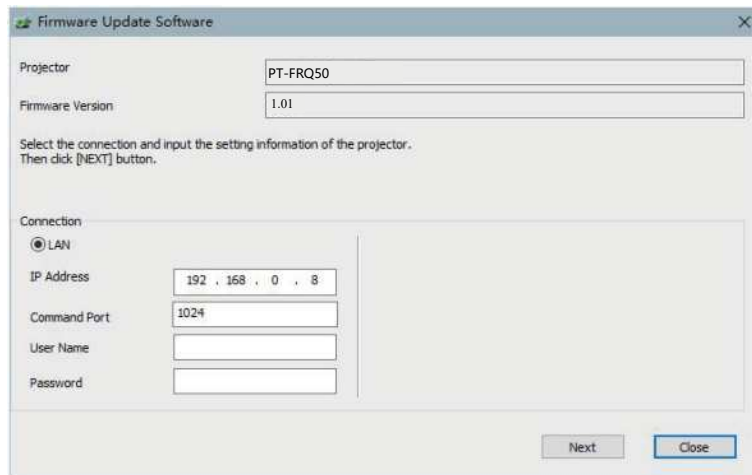 Firmware Update Software
Projector PT-FRQ50
Firmware Version 1.01
Select the connection and input the setting information of the projector.
Then click [NEXT] button.
Connection
LAN
IP Address 192 . 168 . 0 . 8
Command Port 1024
User Name
Password
Next Close